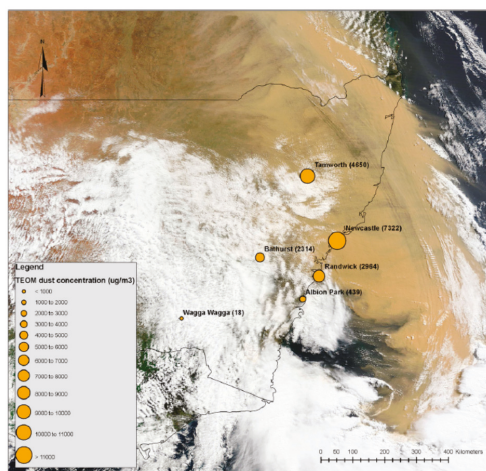 N
Tamworth (4650)
Newcastle (7322)
Bathurst (2314)
Randwick (2964)
Albion Park (639)
Wagga Wagga (18)
Legend
TEOM dust concentration (ug/m3)
< 1000
1000 to 2000
2000 to 3000
3000 to 4000
4000 to 5000
5000 to 6000
6000 to 7000
7000 to 8000
8000 to 9000
9000 to 10000
10000 to 11000
> 11000
0 50 100 200 300 400
Kilometers